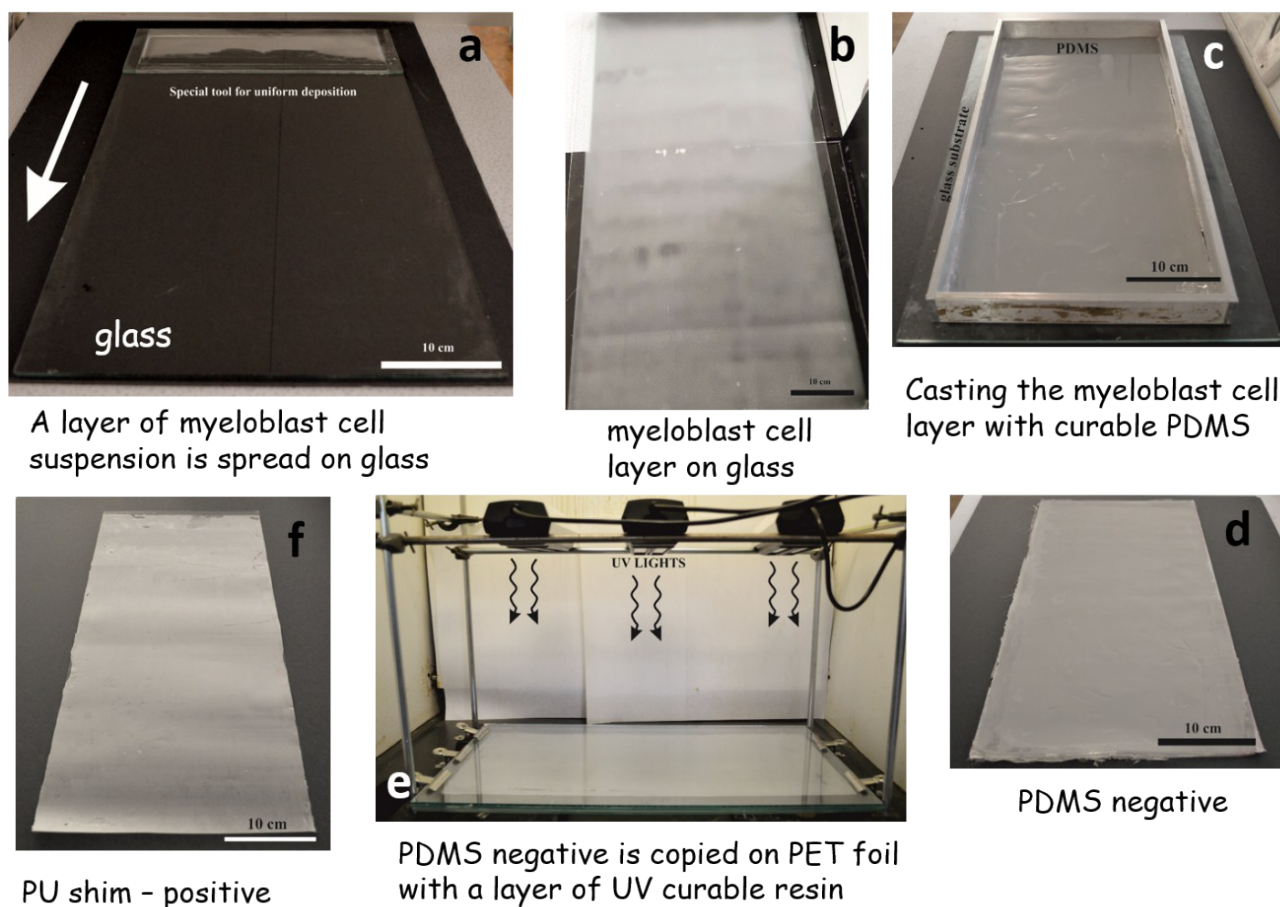 a
Special tool for uniform deposition
glass
10 cm
A layer of myeloblast cell
suspension is spread on glass
b
10 cm
myeloblast cell
layer on glass
c
PDMS
glass substrate
10 cm
Casting the myeloblast cell
layer with curable PDMS
f
10 cm
PU shim – positive
UV LIGHTS
e
PDMS negative is copied on PET foil
with a layer of UV curable resin
d
10 cm
PDMS negative